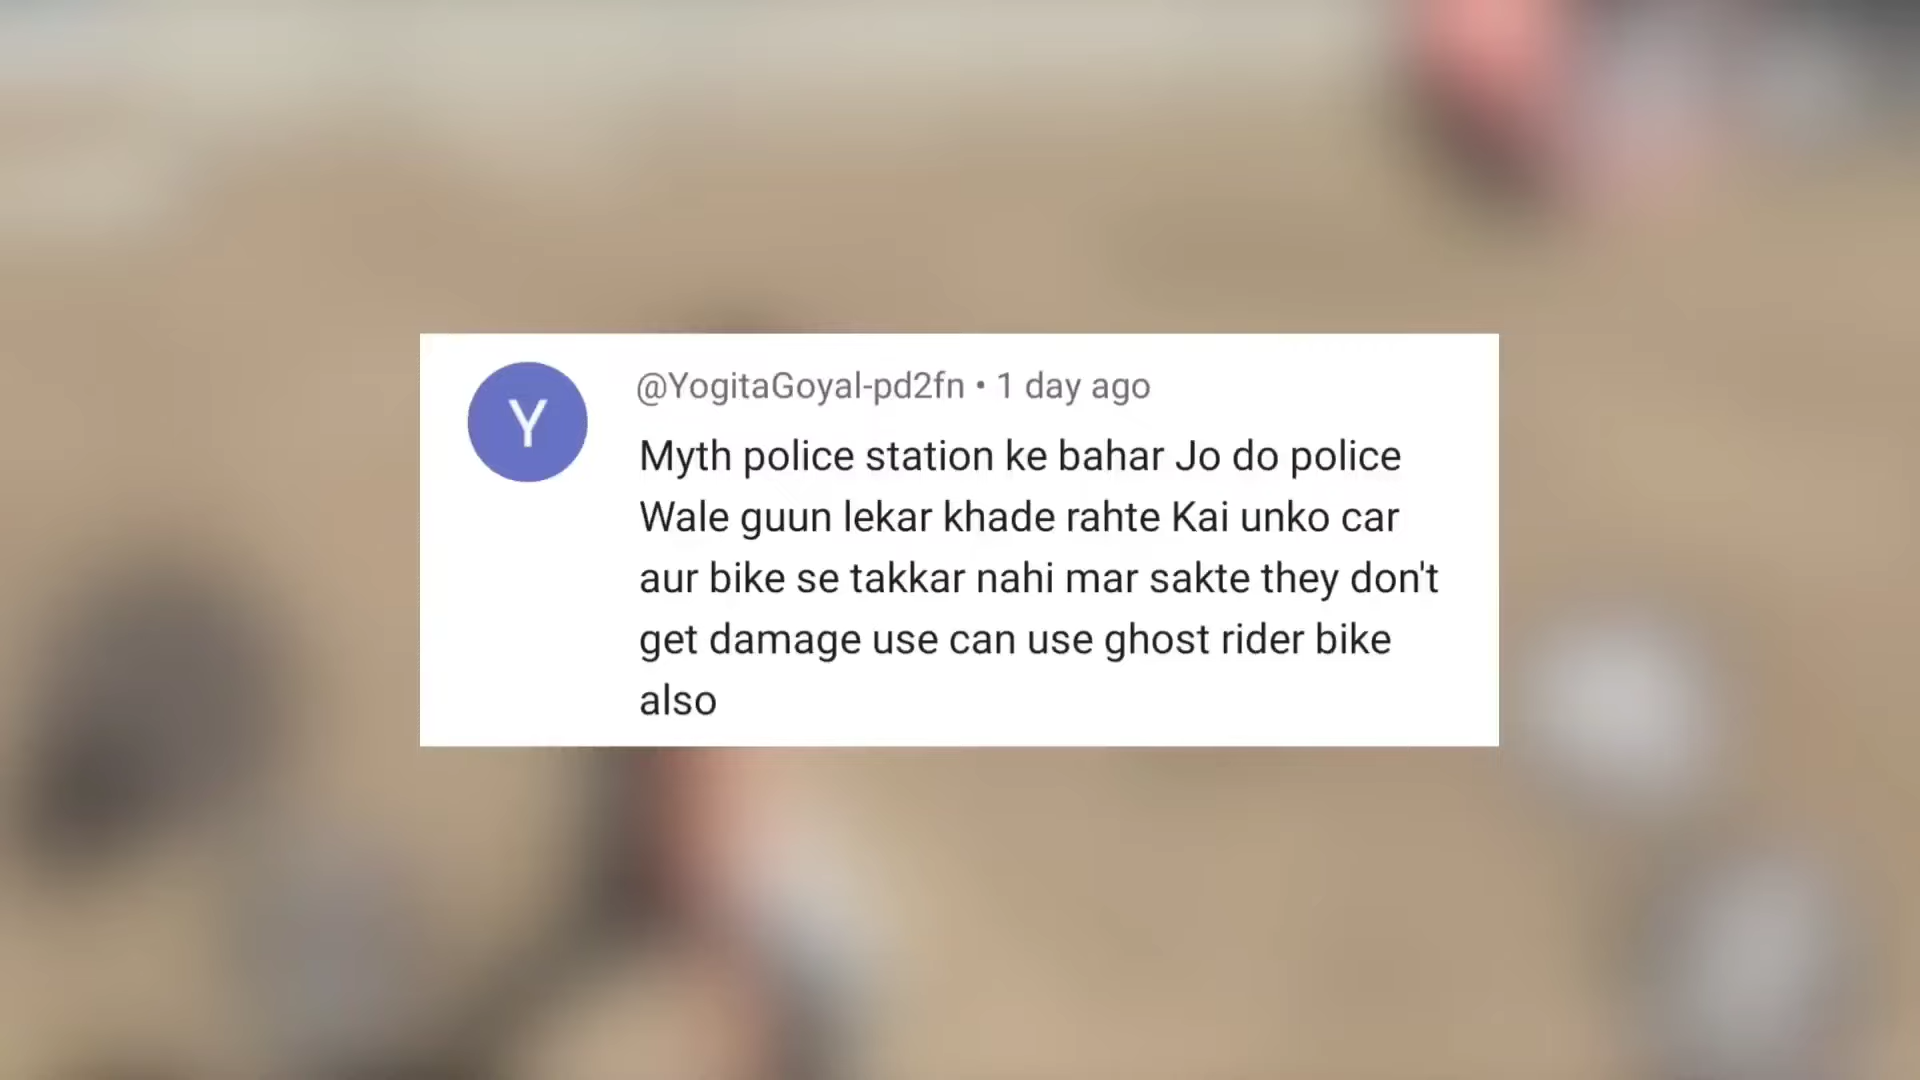 Y
@YogitaGoyal-pd2fn • 1 day ago
Myth police station ke bahar Jo do police
Wale guun lekar khade rahte Kai unko car
aur bike se takkar nahi mar sakte they don't
get damage use can use ghost rider bike
also